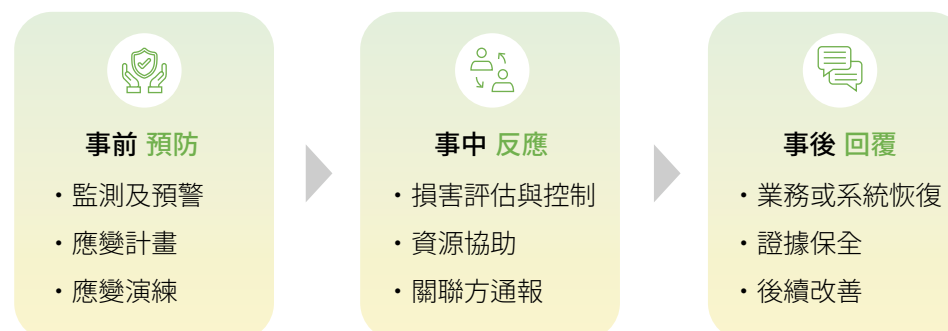 事前 預防
・監測及預警
・應變計畫
・應變演練
事中 反應
・損害評估與控制
・資源協助
・關聯方通報
事後 回覆
・業務或系統恢復
・證據保全
・後續改善